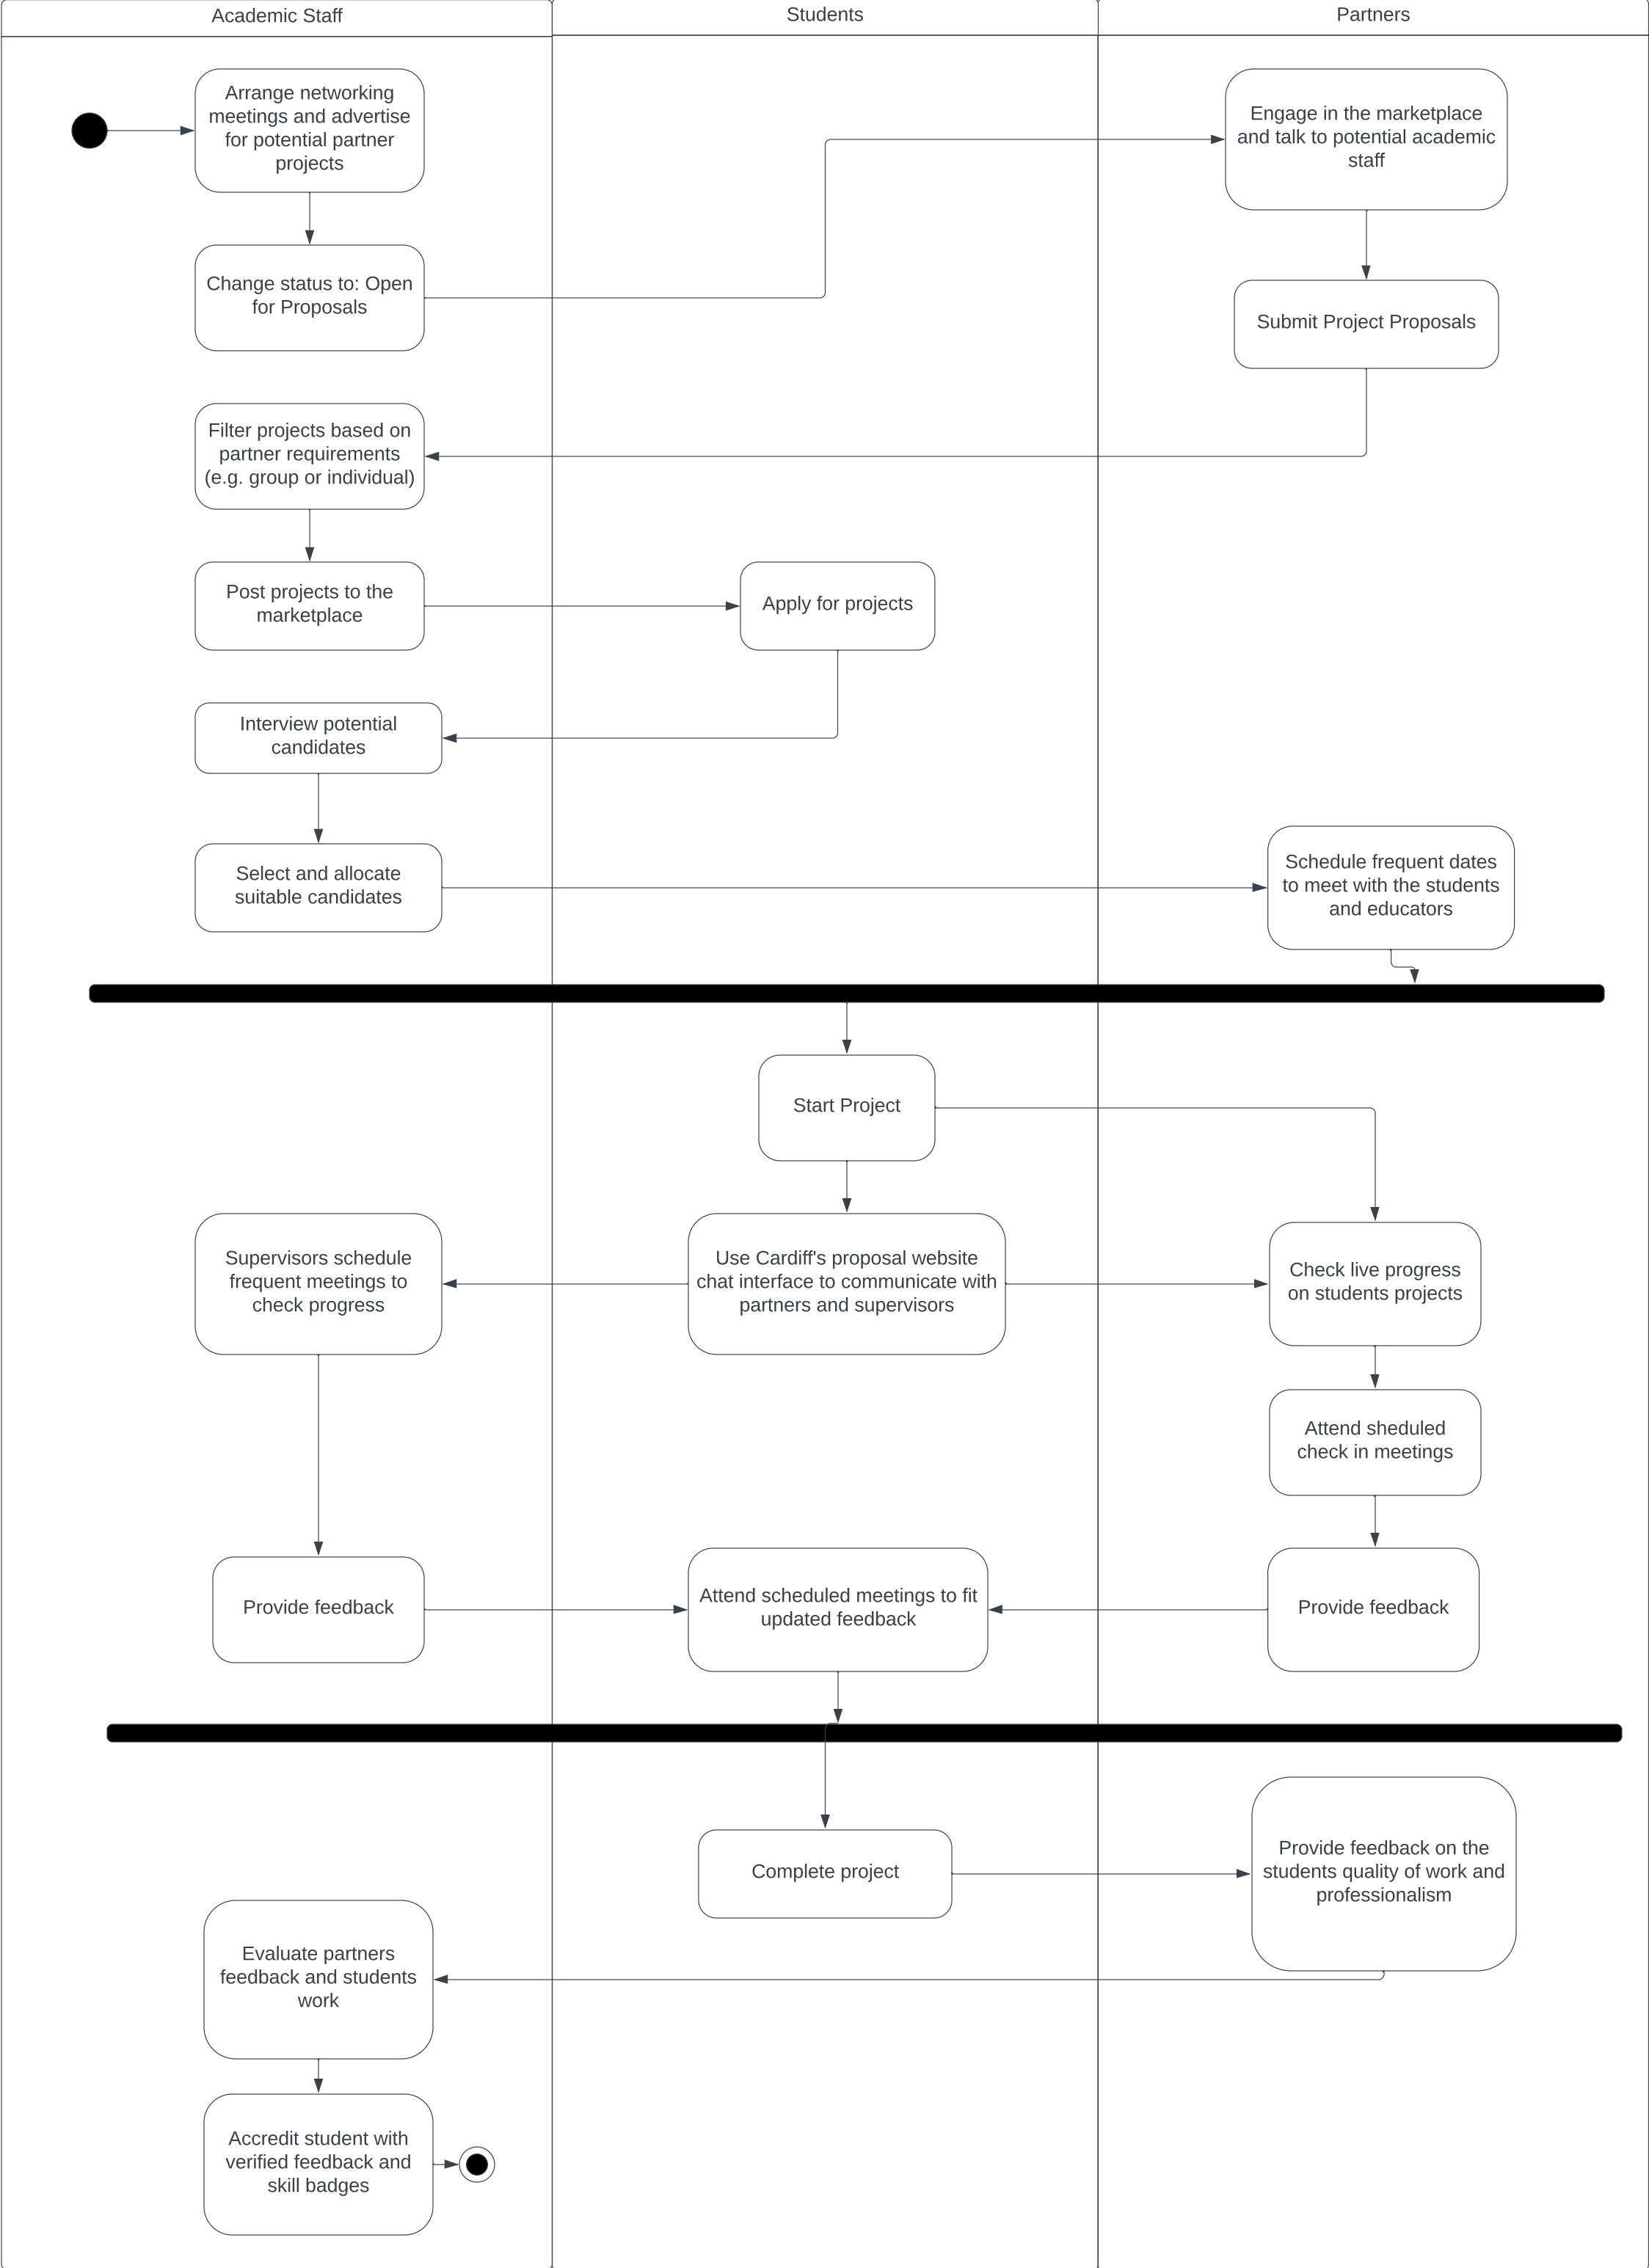 Academic Staff
Students
Partners
Arrange networking
meetings and advertise
for potential partner
projects
Engage in the marketplace
and talk to potential academic
staff
Change status to: Open
for Proposals
Submit Project Proposals
Filter projects based on
partner requirements
(e.g. group or individual)
Post projects to the
marketplace
Apply for projects
Interview potential
candidates
Select and allocate
suitable candidates
Schedule frequent dates
to meet with the students
and educators
Start Project
Supervisors schedule
frequent meetings to
check progress
Use Cardiff's proposal website
chat interface to communicate with
partners and supervisors
Check live progress
on students projects
Attend sheduled
check in meetings
Provide feedback
Attend scheduled meetings to fit
updated feedback
Provide feedback
Complete project
Provide feedback on the
students quality of work and
professionalism
Evaluate partners
feedback and students
work
Accredit student with
verified feedback and
skill badges